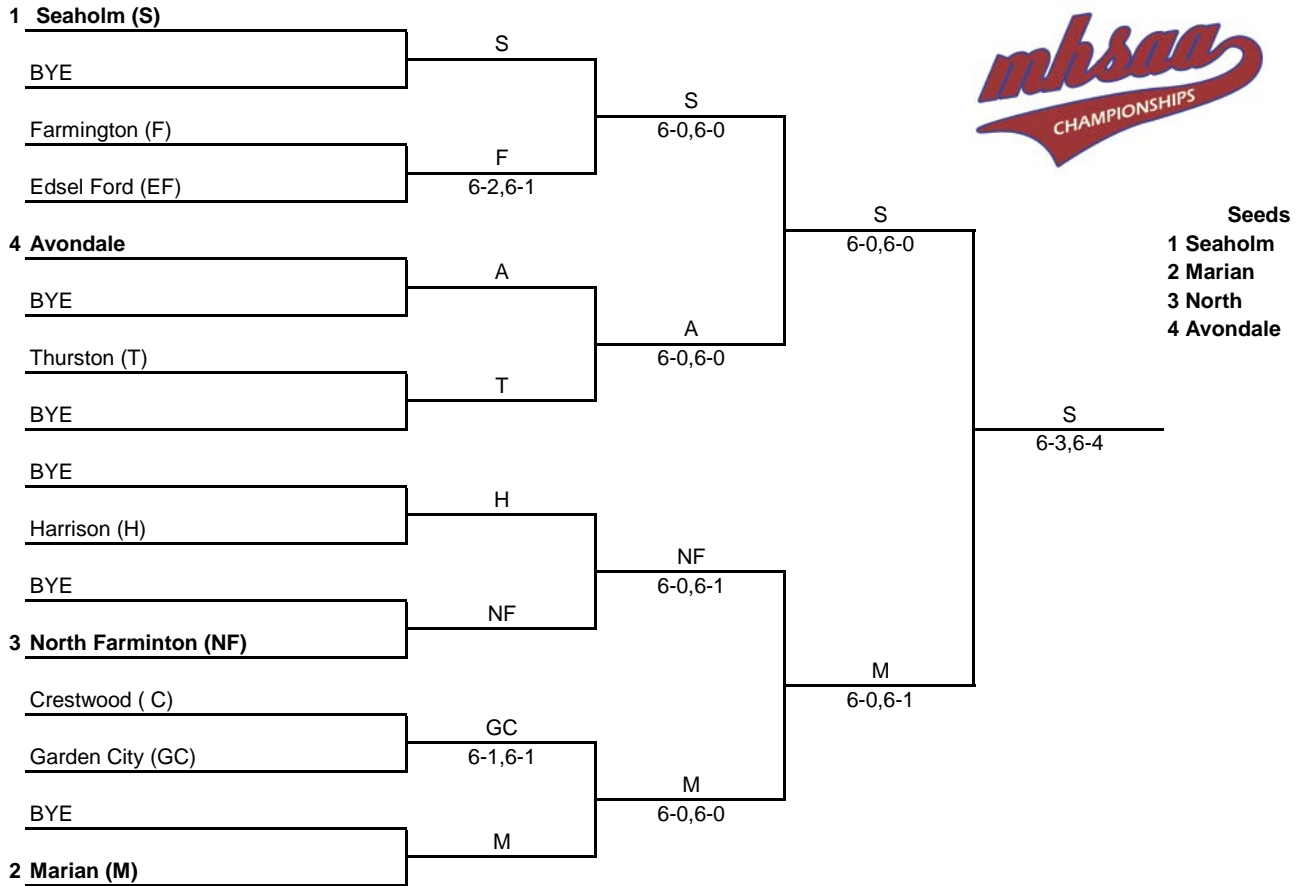 1 Seaholm (S)
S
BYE
S
6-0,6-0
Farmington (F)
F
6-2,6-1
Edsel Ford (EF)
S
6-0,6-0
4 Avondale
A
BYE
A
6-0,6-0
Thurston (T)
T
BYE
S
6-3,6-4
BYE
H
Harrison (H)
NF
6-0,6-1
BYE
NF
3 North Farminton (NF)
M
6-0,6-1
Crestwood ( C)
GC
6-1,6-1
Garden City (GC)
M
6-0,6-0
BYE
M
2 Marian (M)
mhsaa
CHAMPIONSHIPS
Seeds
1 Seaholm
2 Marian
3 North
4 Avondale